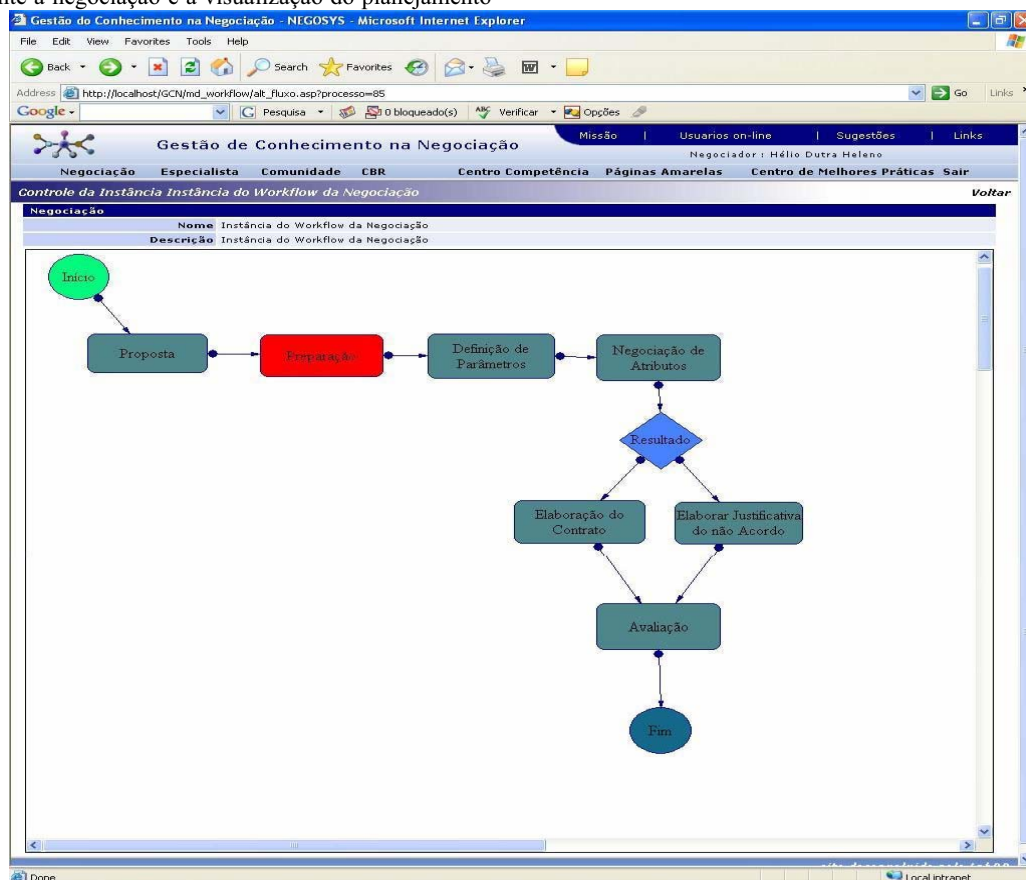 a negociação e a visualização do planejamento
Gestão do Conhecimento na Negociação - NEGOSYS - Microsoft Internet Explorer
File Edit View Favorites Tools Help
Back Search Favorites
Address http://localhost/GCN/md_workflow/alt_fluxo.asp?processo=85 Go Links
Google Pesquisa 0 bloqueado(s) Verificar Opções
Missão | Usuarios on-line | Sugestões | Links
Gestão de Conhecimento na Negociação
Negociador : Hélio Dutra Heleno
Negociação Especialista Comunidade CBR Centro Competência Páginas Amarelas Centro de Melhores Práticas Sair
Controle da Instância Instância do Workflow da Negociação Voltar
Negociação
Nome Instância do Workflow da Negociação
Descrição Instância do Workflow da Negociação
Início
Proposta
Preparação
Definição de
Parâmetros
Negociação de
Atributos
Resultado
Elaboração do
Contrato
Elaborar Justificativa
do não Acordo
Avaliação
Fim
Done Local intranet